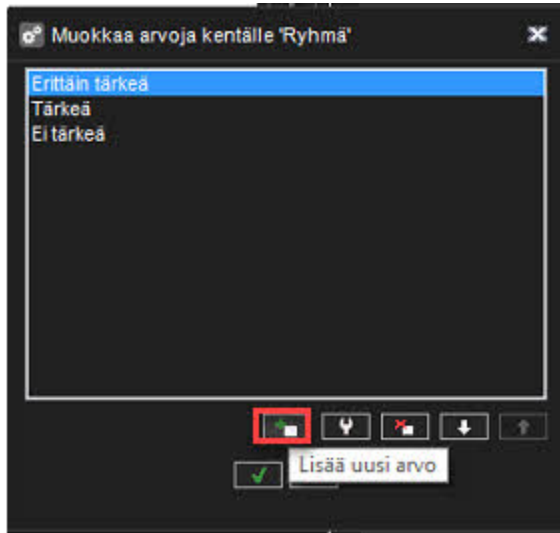 Muokkaa arvoja kentälle 'Ryhmä'
Erittäin tärkeä
Tärkeä
Ei tärkeä
Lisää uusi arvo